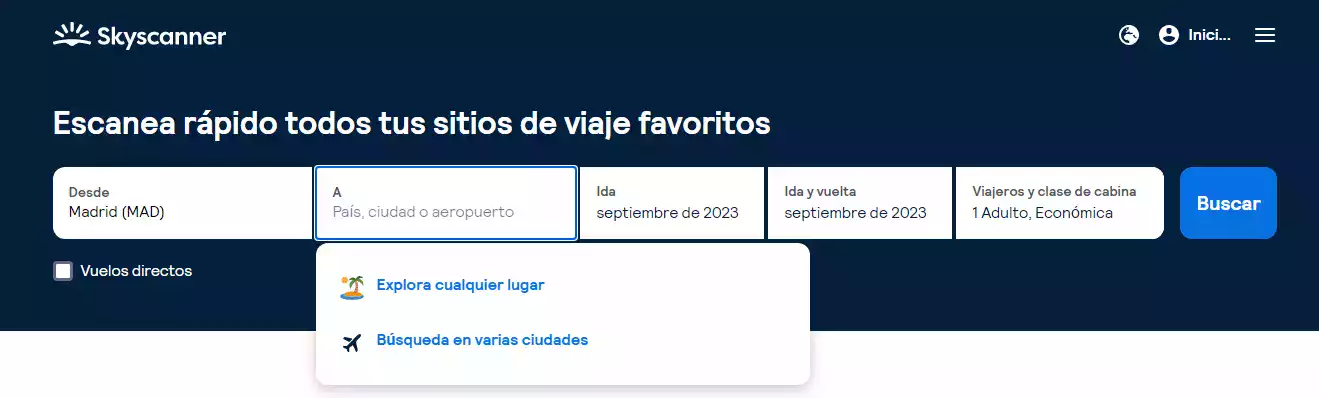 Skyscanner
Inici...
Escanea rápido todos tus sitios de viaje favoritos
Desde
Madrid (MAD)
A
País, ciudad o aeropuerto
Ida
septiembre de 2023
Ida y vuelta
septiembre de 2023
Viajeros y clase de cabina
1 Adulto, Económica
Buscar
Vuelos directos
Explora cualquier lugar
Búsqueda en varias ciudades